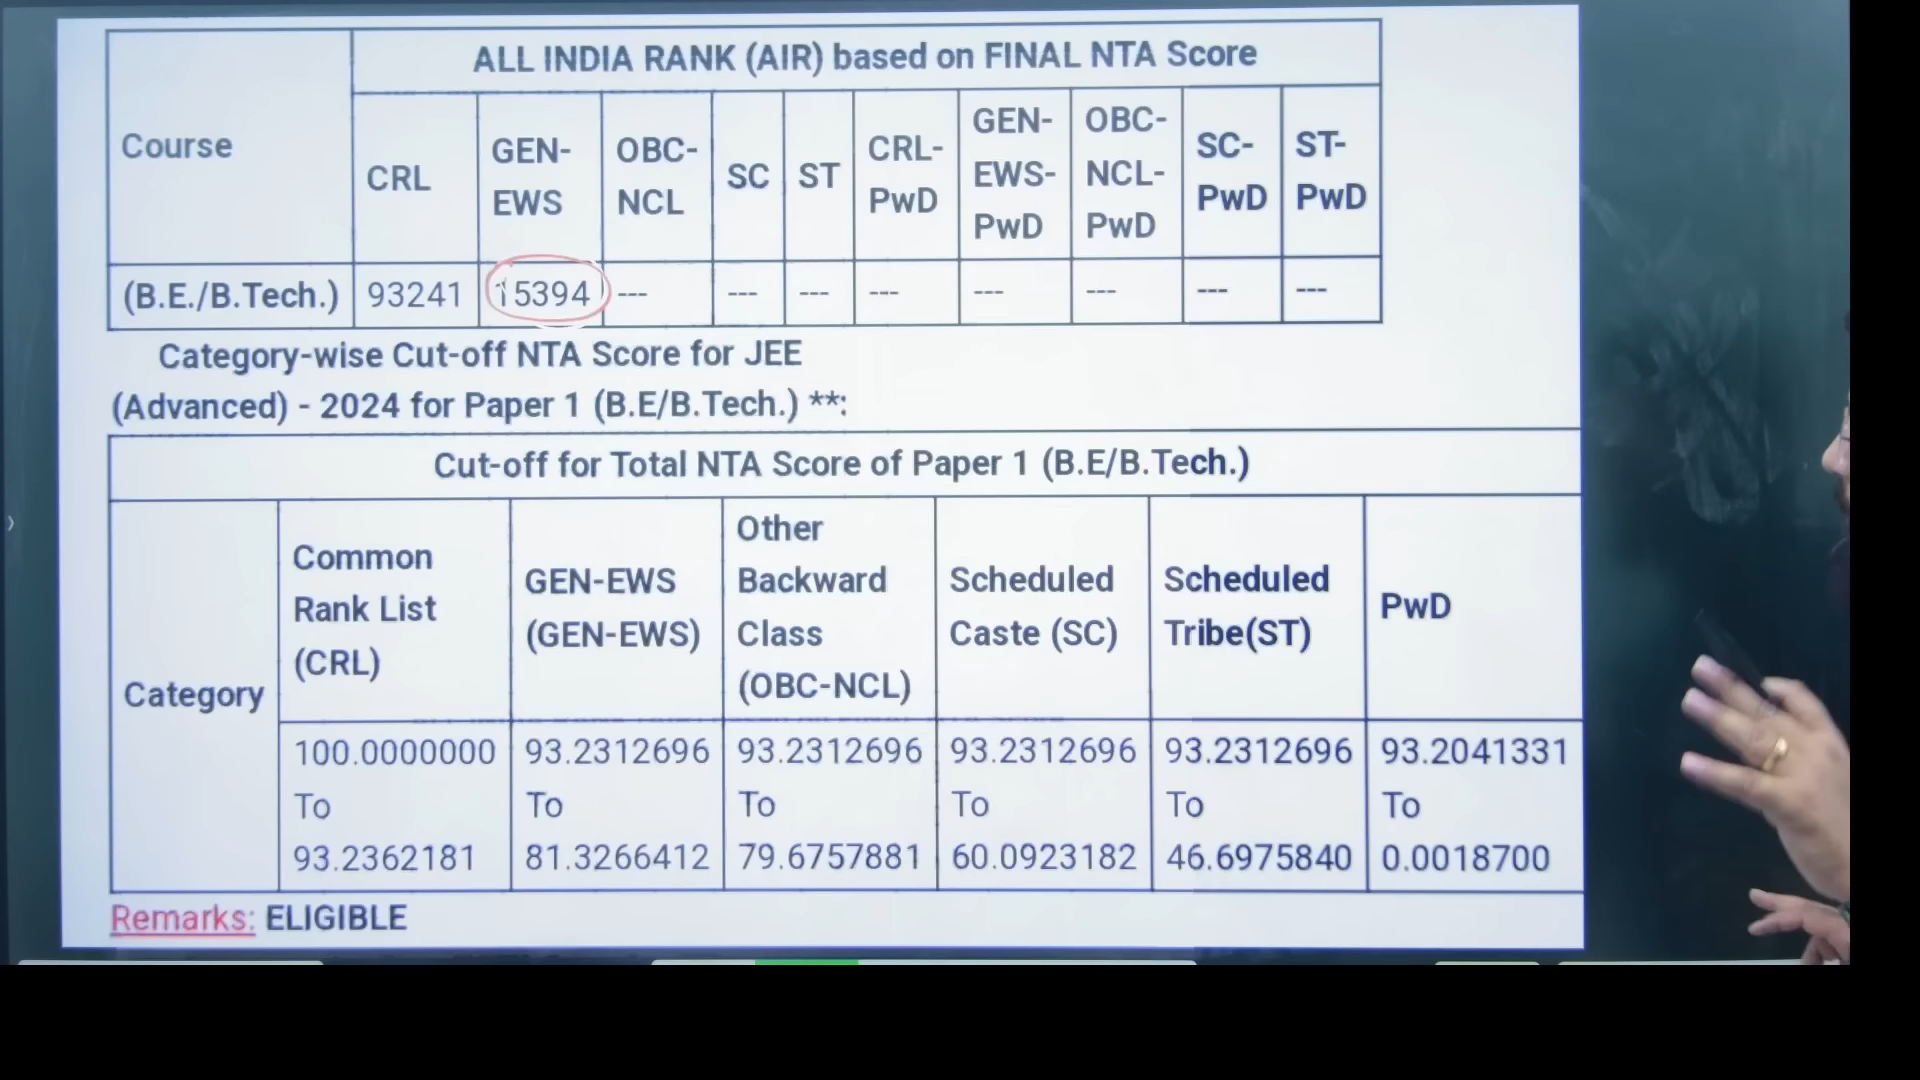 ALL INDIA RANK (AIR) based on FINAL NTA Score
Course
CRL
GEN-
EWS
OBC-
NCL
SC
ST
CRL-
PwD
GEN-
EWS-
PwD
OBC-
NCL-
PwD
SC-
PwD
ST-
PwD
(B.E./B.Tech.) 93241 15394 --- --- --- --- --- --- --- ---
Category-wise Cut-off NTA Score for JEE
(Advanced) - 2024 for Paper 1 (B.E/B.Tech.) **:
Cut-off for Total NTA Score of Paper 1 (B.E/B.Tech.)
Category
Common
Rank List
(CRL)
GEN-EWS
(GEN-EWS)
Other
Backward
Class
(OBC-NCL)
Scheduled
Caste (SC)
Scheduled
Tribe(ST)
PwD
100.0000000 93.2312696 93.2312696 93.2312696 93.2312696 93.2041331
To To To To To To
93.2362181 81.3266412 79.6757881 60.0923182 46.6975840 0.0018700
Remarks: ELIGIBLE